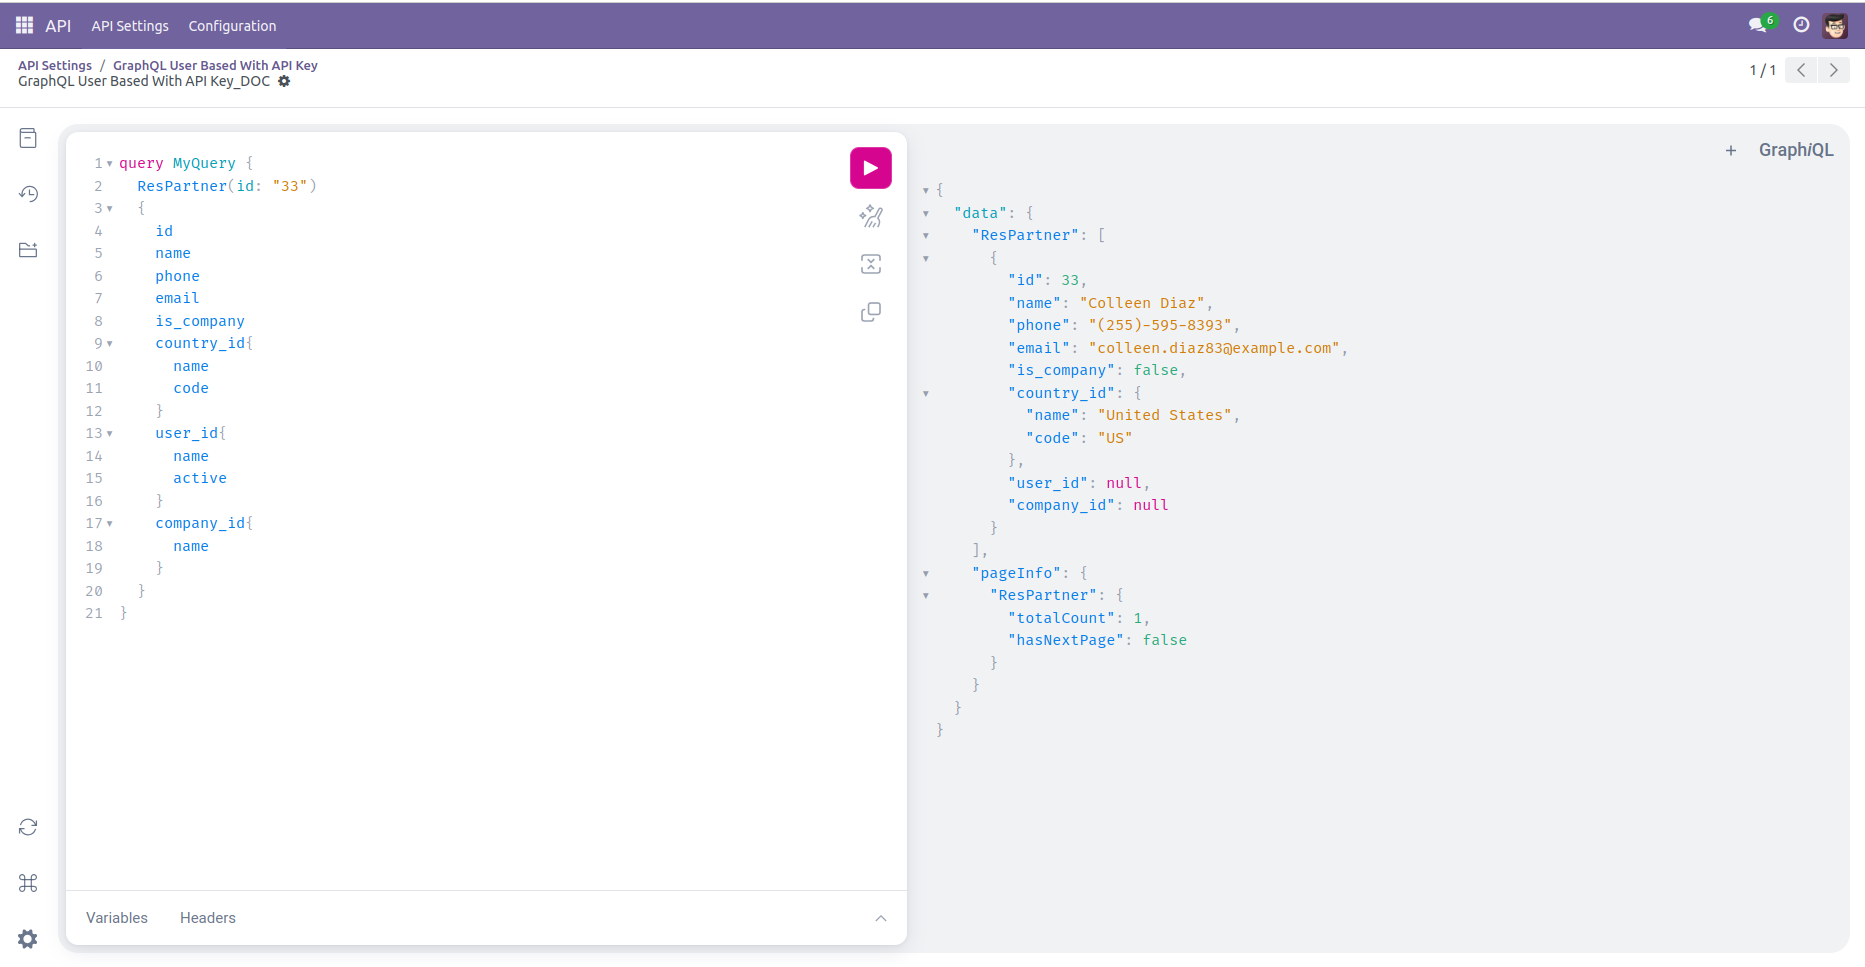 API API Settings Configuration 6
API Settings / GraphQL User Based With API Key
GraphQL User Based With API Key_DOC
1 / 1
1 query MyQuery {
2 ResPartner(id: "33")
3 {
4 id
5 name
6 phone
7 email
8 is_company
9 country_id{
10 name
11 code
12 }
13 user_id{
14 name
15 active
16 }
17 company_id{
18 name
19 }
20 }
21 }
Variables Headers
+ GraphiQL
{
"data": {
"ResPartner": [
{
"id": 33,
"name": "Colleen Diaz",
"phone": "(255)-595-8393",
"email": "colleen.diaz83@example.com",
"is_company": false,
"country_id": {
"name": "United States",
"code": "US"
},
"user_id": null,
"company_id": null
}
],
"pageInfo": {
"ResPartner": {
"totalCount": 1,
"hasNextPage": false
}
}
}
}